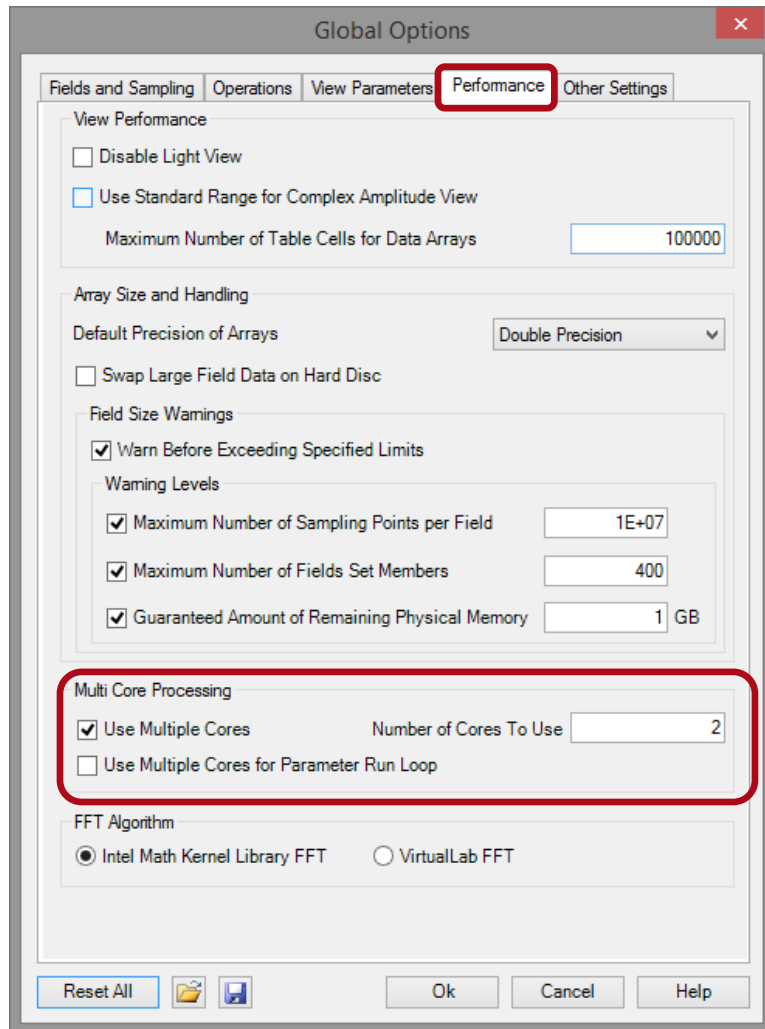 Global Options
Fields and Sampling Operations View Parameters Performance Other Settings
View Performance
Disable Light View
Use Standard Range for Complex Amplitude View
Maximum Number of Table Cells for Data Arrays 100000
Array Size and Handling
Default Precision of Arrays Double Precision
Swap Large Field Data on Hard Disc
Field Size Warnings
Warn Before Exceeding Specified Limits
Warning Levels
Maximum Number of Sampling Points per Field 1E+07
Maximum Number of Fields Set Members 400
Guaranteed Amount of Remaining Physical Memory 1 GB
Multi Core Processing
Use Multiple Cores Number of Cores To Use 2
Use Multiple Cores for Parameter Run Loop
FFT Algorithm
Intel Math Kernel Library FFT VirtualLab FFT
Reset All Ok Cancel Help